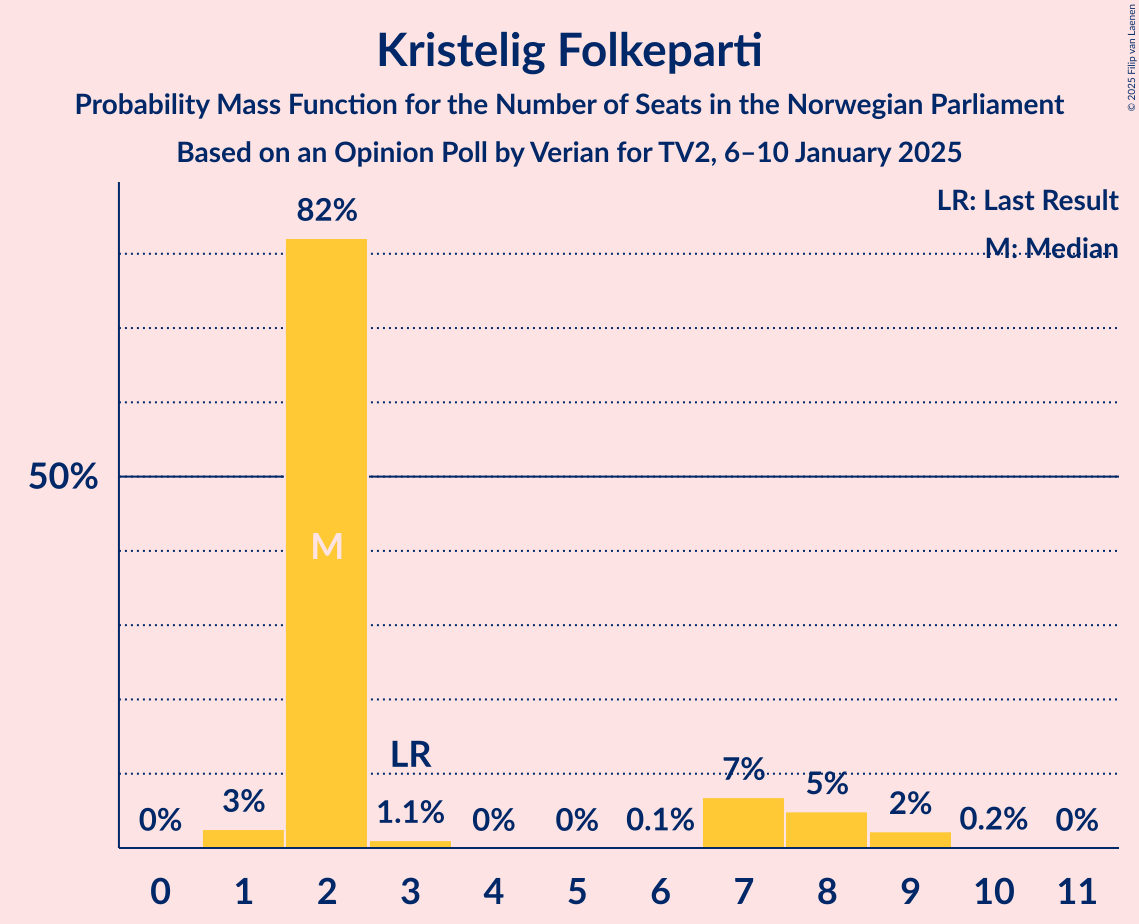 Kristelig Folkeparti
Probability Mass Function for the Number of Seats in the Norwegian Parliament
Based on an Opinion Poll by Verian for TV2, 6–10 January 2025
© 2025 Filip van Laenen
LR: Last Result
M: Median
82%
50%
M
LR
0% 3% 1.1% 0% 0% 0.1% 7% 5% 2% 0.2% 0%
0 1 2 3 4 5 6 7 8 9 10 11